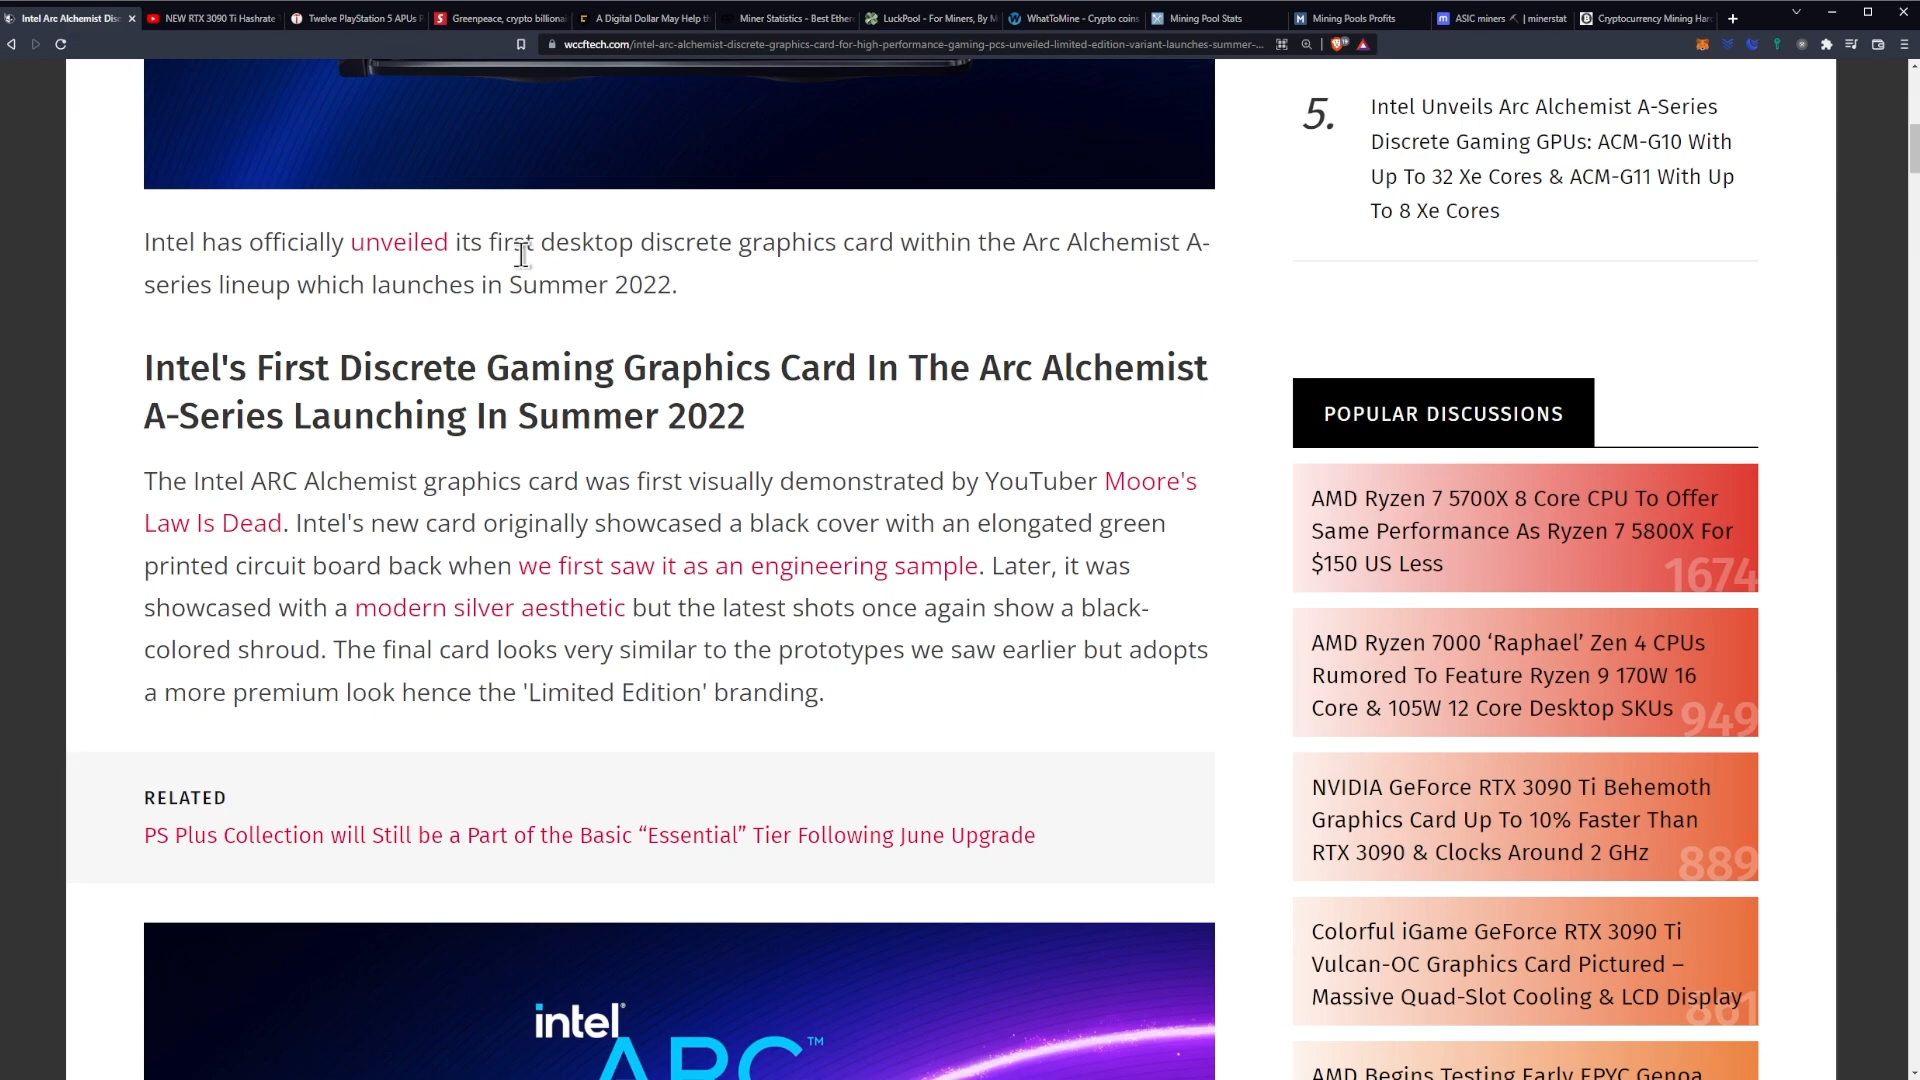 Intel Arc Alchemist Disc
NEW RTX 3090 Ti Hashrate
Twelve PlayStation 5 APUs P
Greenpeace, crypto billiona
A Digital Dollar May Help th
Miner Statistics - Best Ether
LuckPool - For Miners, By M
WhatToMine - Crypto coins
Mining Pool Stats
Mining Pools Profits
ASIC miners | minerstat
Cryptocurrency Mining Har
wccftech.com/intel-arc-alchemist-discrete-graphics-card-for-high-performance-gaming-pcs-unveiled-limited-edition-variant-launches-summer-...
Intel has officially unveiled its first desktop discrete graphics card within the Arc Alchemist A-
series lineup which launches in Summer 2022.
Intel's First Discrete Gaming Graphics Card In The Arc Alchemist
A-Series Launching In Summer 2022
The Intel ARC Alchemist graphics card was first visually demonstrated by YouTuber Moore's
Law Is Dead. Intel's new card originally showcased a black cover with an elongated green
printed circuit board back when we first saw it as an engineering sample. Later, it was
showcased with a modern silver aesthetic but the latest shots once again show a black-
colored shroud. The final card looks very similar to the prototypes we saw earlier but adopts
a more premium look hence the 'Limited Edition' branding.
RELATED
PS Plus Collection will Still be a Part of the Basic “Essential” Tier Following June Upgrade
intel®
ARC™
5.
Intel Unveils Arc Alchemist A-Series
Discrete Gaming GPUs: ACM-G10 With
Up To 32 Xe Cores & ACM-G11 With Up
To 8 Xe Cores
POPULAR DISCUSSIONS
AMD Ryzen 7 5700X 8 Core CPU To Offer
Same Performance As Ryzen 7 5800X For
$150 US Less
1674
AMD Ryzen 7000 ‘Raphael’ Zen 4 CPUs
Rumored To Feature Ryzen 9 170W 16
Core & 105W 12 Core Desktop SKUs
949
NVIDIA GeForce RTX 3090 Ti Behemoth
Graphics Card Up To 10% Faster Than
RTX 3090 & Clocks Around 2 GHz
889
Colorful iGame GeForce RTX 3090 Ti
Vulcan-OC Graphics Card Pictured –
Massive Quad-Slot Cooling & LCD Display
861
AMD Begins Testing Early EPYC Genoa